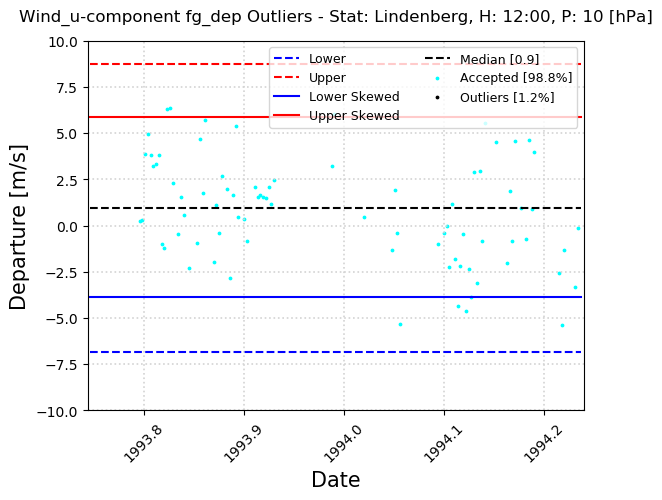 Wind_u-component fg_dep Outliers - Stat: Lindenberg, H: 12:00, P: 10 [hPa]
Lower
Upper
Lower Skewed
Upper Skewed
Median [0.9]
Accepted [98.8%]
Outliers [1.2%]
10.0
7.5
5.0
2.5
0.0
−2.5
−5.0
−7.5
−10.0
Departure [m/s]
1993.8
1993.9
1994.0
1994.1
1994.2
Date